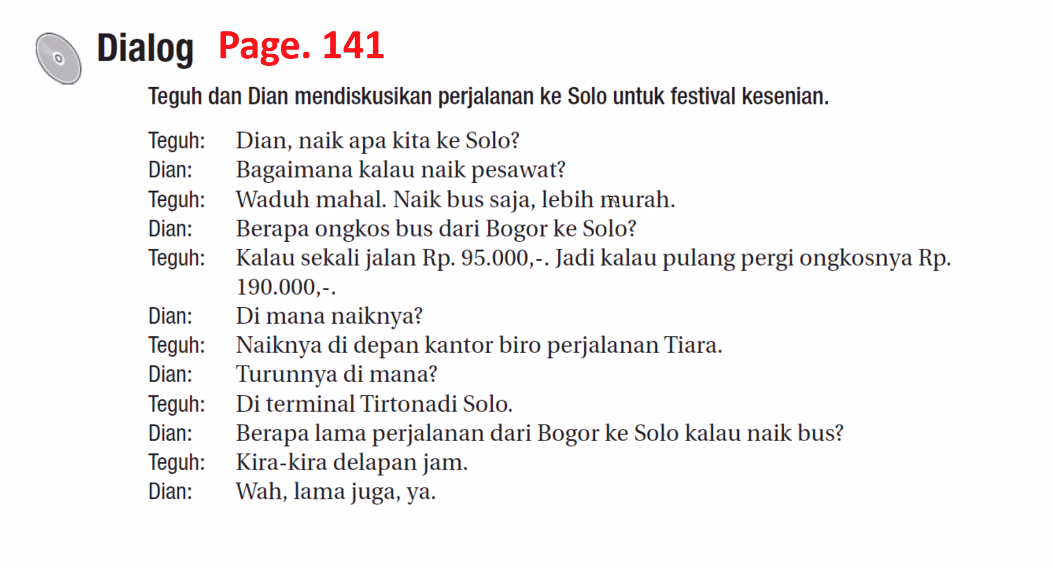 Dialog Page. 141
Teguh dan Dian mendiskusikan perjalanan ke Solo untuk festival kesenian.
Teguh: Dian, naik apa kita ke Solo?
Dian: Bagaimana kalau naik pesawat?
Teguh: Waduh mahal. Naik bus saja, lebih murah.
Dian: Berapa ongkos bus dari Bogor ke Solo?
Teguh: Kalau sekali jalan Rp. 95.000,-. Jadi kalau pulang pergi ongkosnya Rp.
190.000,-.
Dian: Di mana naiknya?
Teguh: Naiknya di depan kantor biro perjalanan Tiara.
Dian: Turunnya di mana?
Teguh: Di terminal Tirtonadi Solo.
Dian: Berapa lama perjalanan dari Bogor ke Solo kalau naik bus?
Teguh: Kira-kira delapan jam.
Dian: Wah, lama juga, ya.